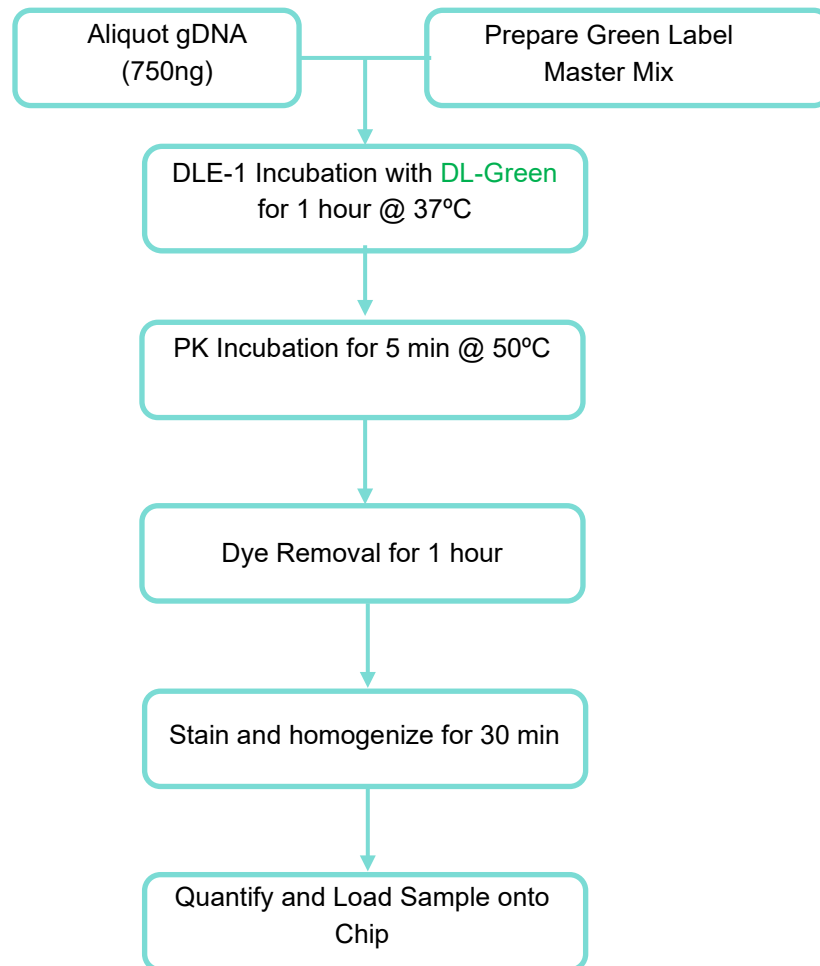 Aliquot gDNA
(750ng)
Prepare Green Label
Master Mix
DLE-1 Incubation with DL-Green
for 1 hour @ 37ºC
PK Incubation for 5 min @ 50ºC
Dye Removal for 1 hour
Stain and homogenize for 30 min
Quantify and Load Sample onto
Chip